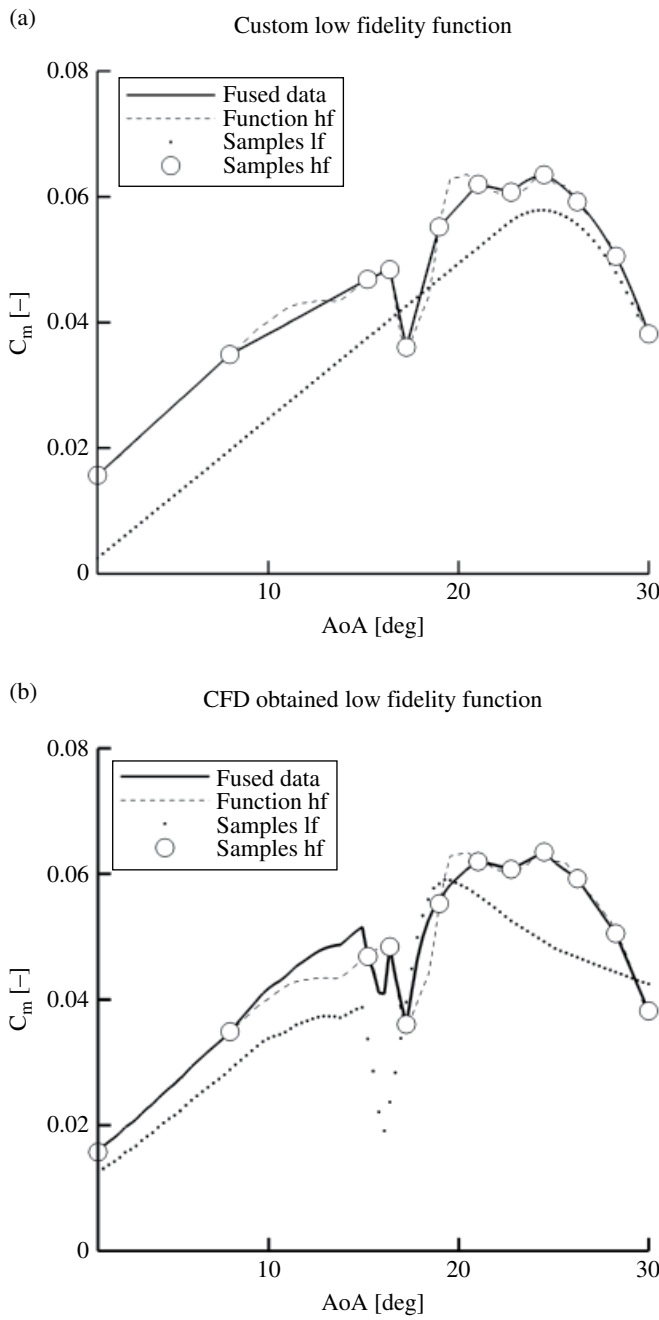 (a)
Custom low fidelity function
0.08
Fused data
Function hf
Samples lf
Samples hf
0.06
0.04
Cm [–]
0.02
0
10
20
30
AoA [deg]
(b)
CFD obtained low fidelity function
0.08
Fused data
Function hf
Samples lf
Samples hf
0.06
0.04
Cm [–]
0.02
0
10
20
30
AoA [deg]